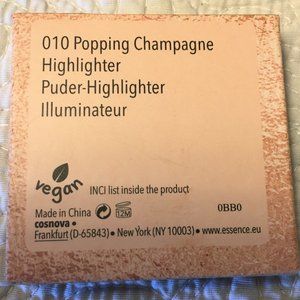 010 Popping Champagne
Highlighter
Puder-Highlighter
Illuminateur
vegan
INCI list inside the product
Made in China
12M
0BB0
cosnova •
Frankfurt (D-65843) • New York (NY 10003) • www.essence.eu